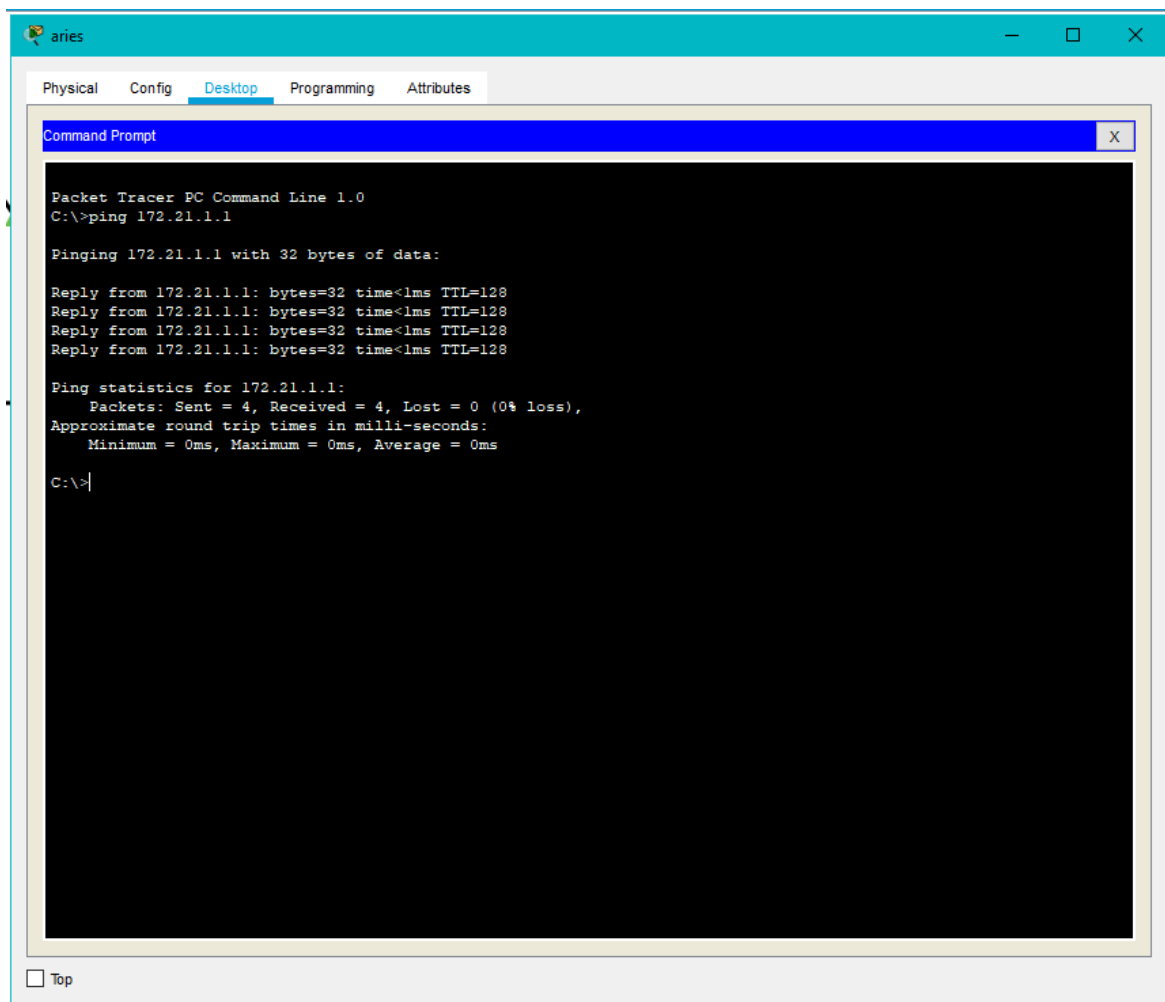 aries
Physical Config Desktop Programming Attributes
Command Prompt
X
Packet Tracer PC Command Line 1.0
C:\>ping 172.21.1.1
Pinging 172.21.1.1 with 32 bytes of data:
Reply from 172.21.1.1: bytes=32 time<1ms TTL=128
Reply from 172.21.1.1: bytes=32 time<1ms TTL=128
Reply from 172.21.1.1: bytes=32 time<1ms TTL=128
Reply from 172.21.1.1: bytes=32 time<1ms TTL=128
Ping statistics for 172.21.1.1:
Packets: Sent = 4, Received = 4, Lost = 0 (0% loss),
Approximate round trip times in milli-seconds:
Minimum = 0ms, Maximum = 0ms, Average = 0ms
C:\>
Top